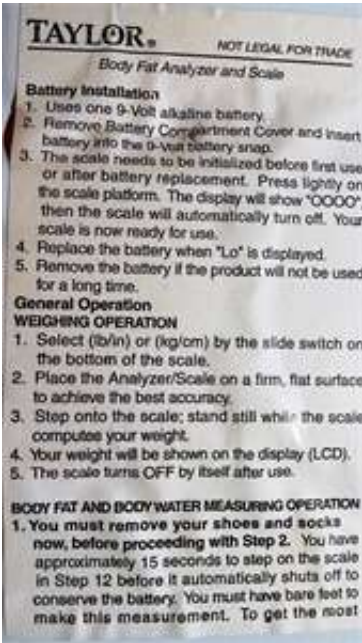 TAYLOR®
NOT LEGAL FOR TRADE
Body Fat Analyzer and Scale
Battery Installation
1. Uses one 9-Volt alkaline battery.
2. Remove Battery Compartment Cover and insert
battery into the 9-Volt battery snap.
3. The scale needs to be initialized before first use
or after battery replacement. Press lightly on
the scale platform. The display will show "OOOO",
then the scale will automatically turn off. Your
scale is now ready for use.
4. Replace the battery when "Lo" is displayed.
5. Remove the battery if the product will not be used
for a long time.
General Operation
WEIGHING OPERATION
1. Select (lb/in) or (kg/cm) by the slide switch on
the bottom of the scale.
2. Place the Analyzer/Scale on a firm, flat surface
to achieve the best accuracy.
3. Step onto the scale; stand still while the scale
computes your weight.
4. Your weight will be shown on the display (LCD).
5. The scale turns OFF by itself after use.
BODY FAT AND BODY WATER MEASURING OPERATION
1. You must remove your shoes and socks
now, before proceeding with Step 2. You have
approximately 15 seconds to step on the scale
in Step 12 before it automatically shuts off to
conserve the battery. You must have bare feet to
make this measurement. To get the most